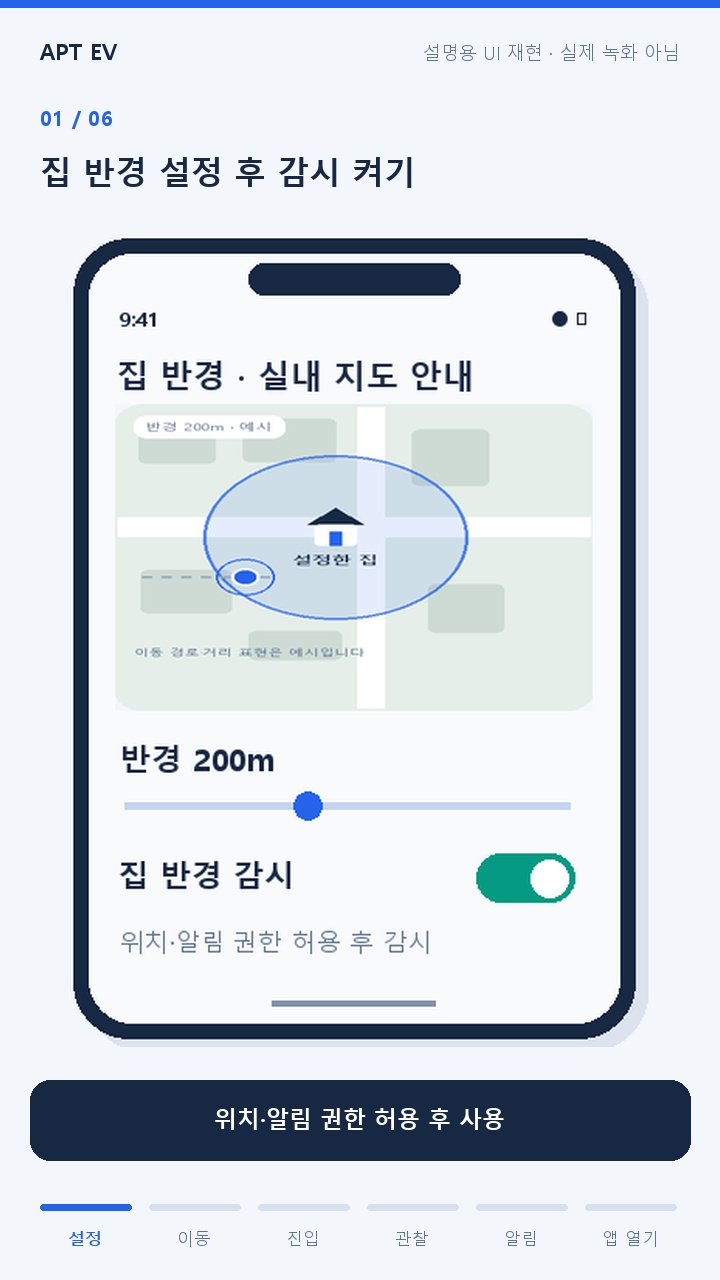 APT EV
설명용 UI 재현 · 실제 녹화 아님
01 / 06
집 반경 설정 후 감시 켜기
9:41
집 반경 · 실내 지도 안내
반경 200m · 예시
설정한 집
이동 경로·거리 표현은 예시입니다
반경 200m
집 반경 감시
위치·알림 권한 허용 후 감시
위치·알림 권한 허용 후 사용
설정
이동
진입
관찰
알림
앱 열기